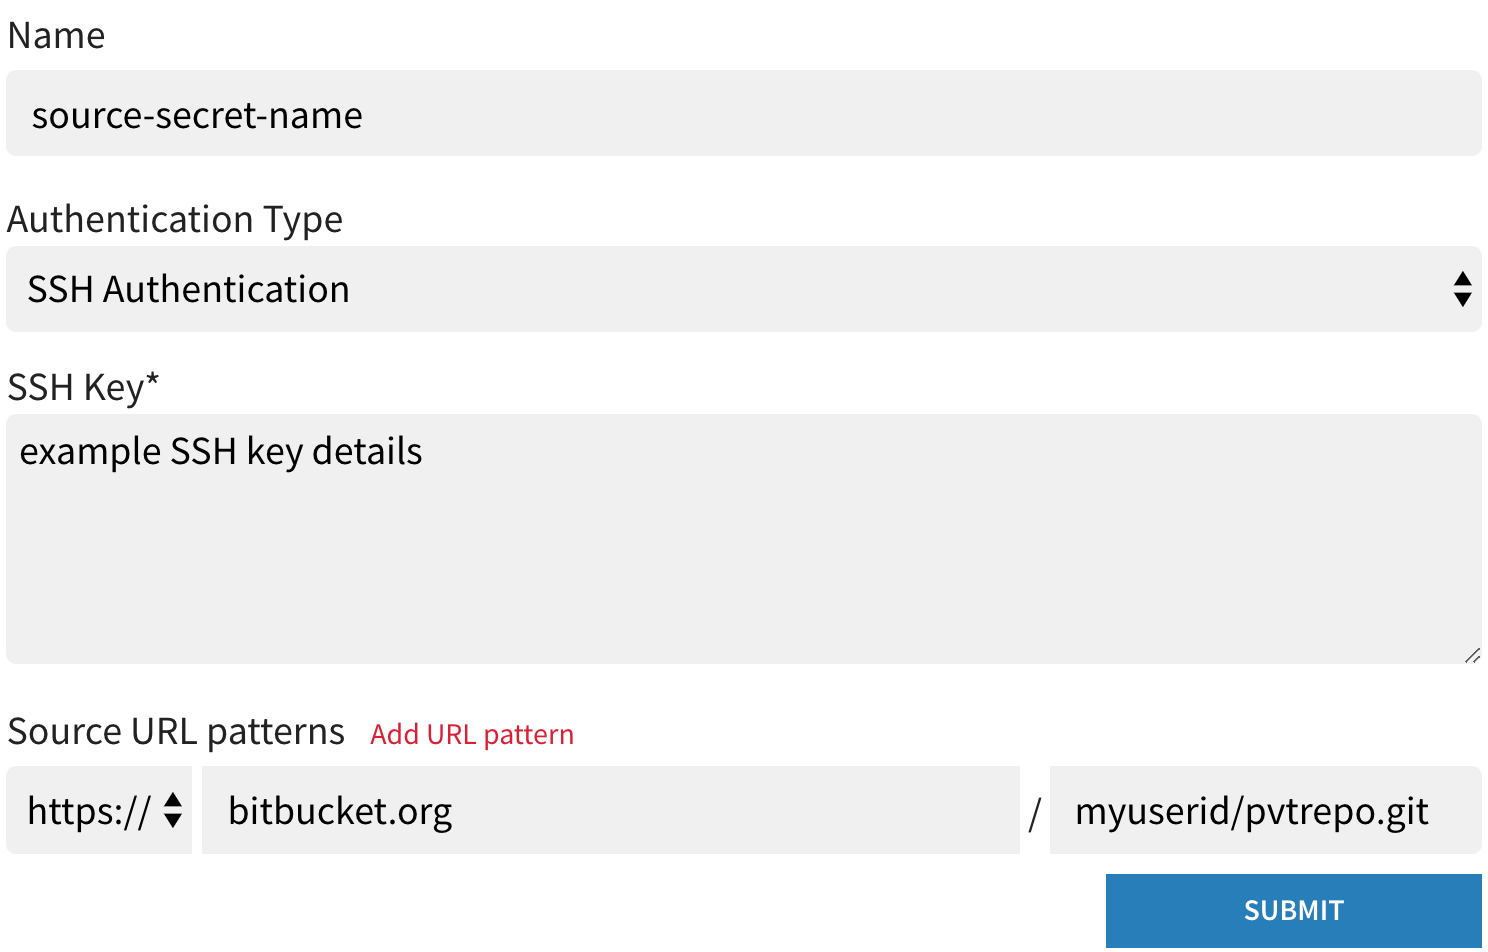 Name
source-secret-name
Authentication Type
SSH Authentication
SSH Key*
example SSH key details
Source URL patterns Add URL pattern
https:// bitbucket.org / myuserid/pvtrepo.git
SUBMIT